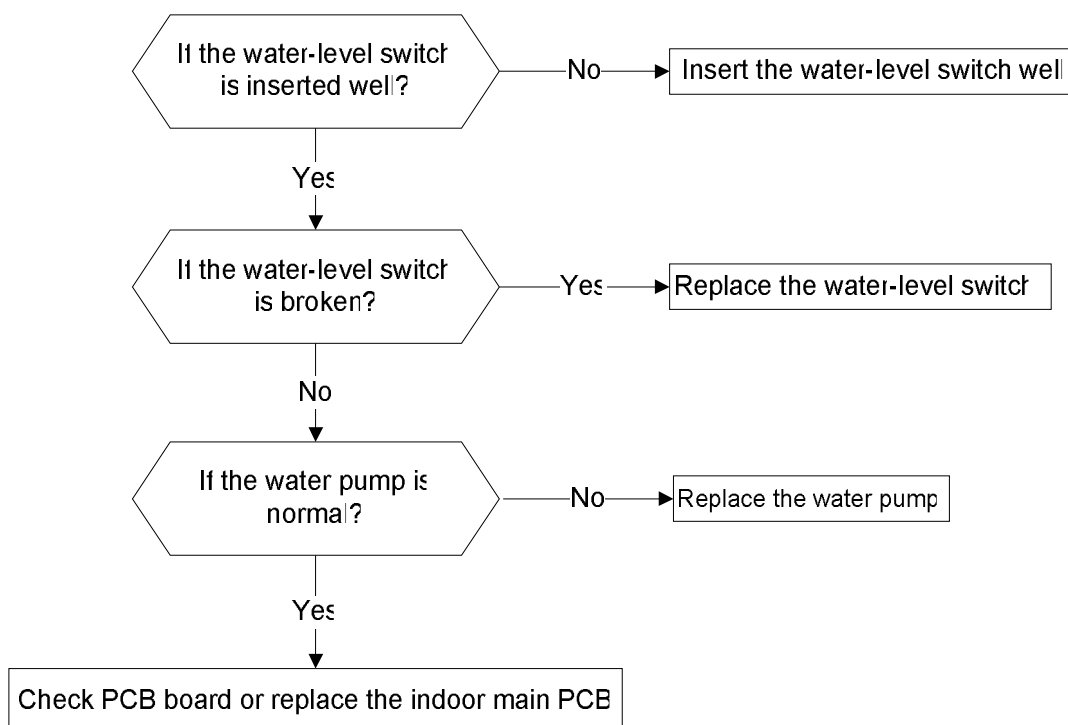 If the water-level switch
is inserted well?
No
Insert the water-level switch well
Yes
If the water-level switch
is broken?
Yes
Replace the water-level switch
No
If the water pump is
normal?
No
Replace the water pump
Yes
Check PCB board or replace the indoor main PCB